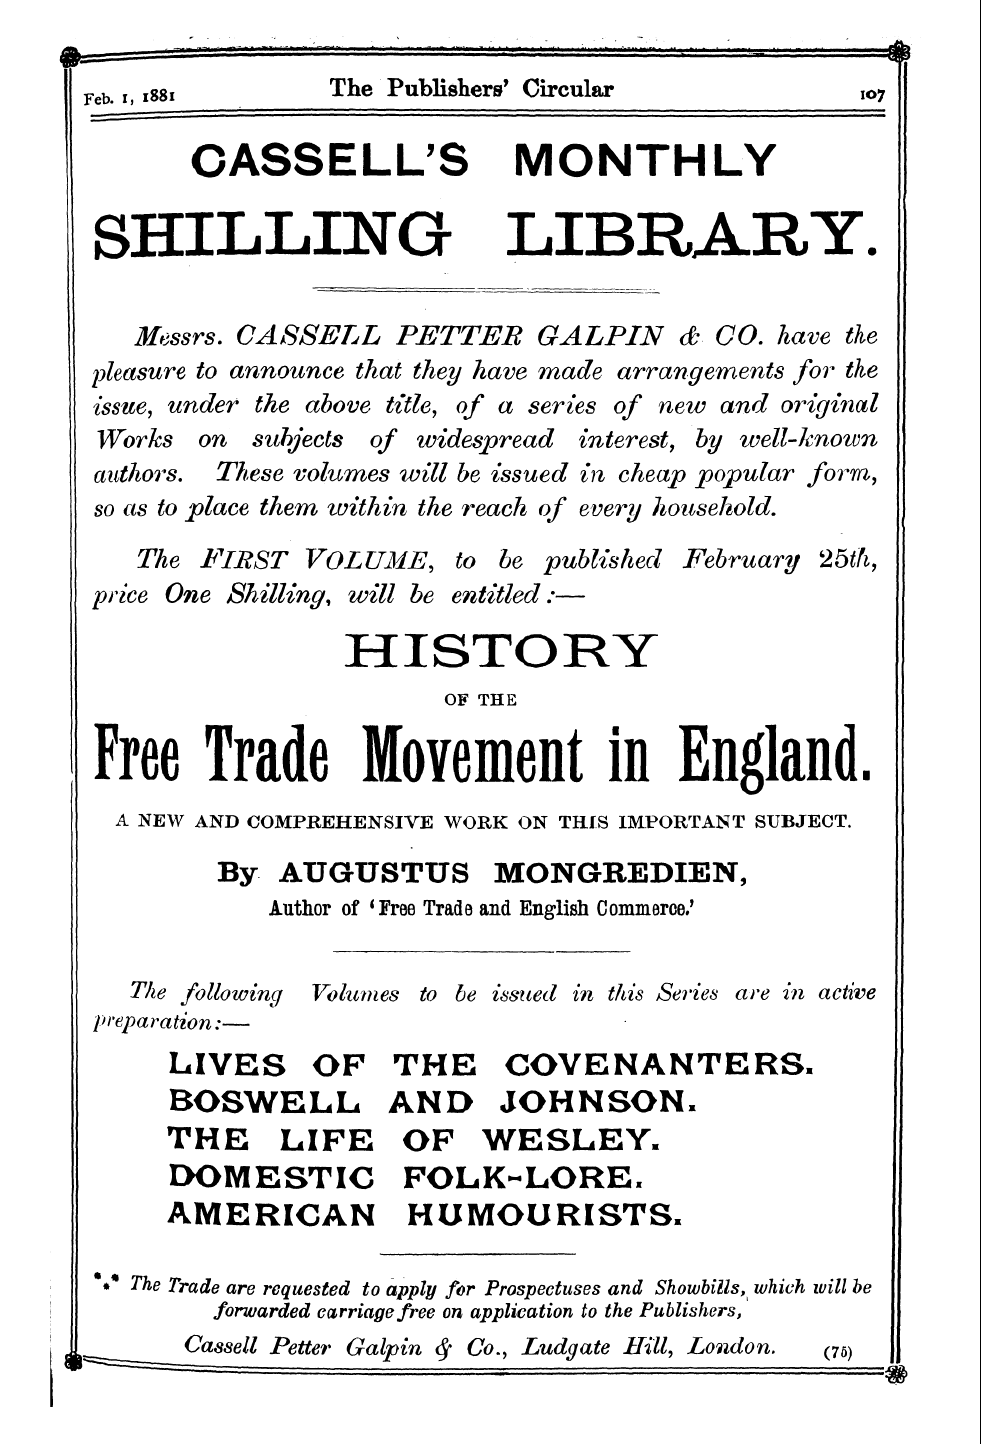 Feb. 1, 1881 The Publishers' Circular 107
CASSELL'S MONTHLY
SHILLING LIBRARY.
Messrs. CASSELL PETTER GALPIN & CO. have the
pleasure to announce that they have made arrangements for the
issue, under the above title, of a series of new and original
Works on subjects of widespread interest, by well-known
authors. These volumes will be issued in cheap popular form,
so as to place them within the reach of every household.
The FIRST VOLUME, to be published February 25th,
price One Shilling, will be entitled :—
HISTORY
OF THE
Free Trade Movement in England.
A NEW AND COMPREHENSIVE WORK ON THIS IMPORTANT SUBJECT.
By AUGUSTUS MONGREDIEN,
Author of 'Free Trade and English Commerce.'
The following Volumes to be issued in this Series are in active
preparation :—
LIVES OF THE COVENANTERS.
BOSWELL AND JOHNSON.
THE LIFE OF WESLEY.
DOMESTIC FOLK-LORE.
AMERICAN HUMOURISTS.
*⁎* The Trade are requested to apply for Prospectuses and Showbills, which will be
forwarded carriage free on application to the Publishers,
Cassell Petter Galpin & Co., Ludgate Hill, London. (75)